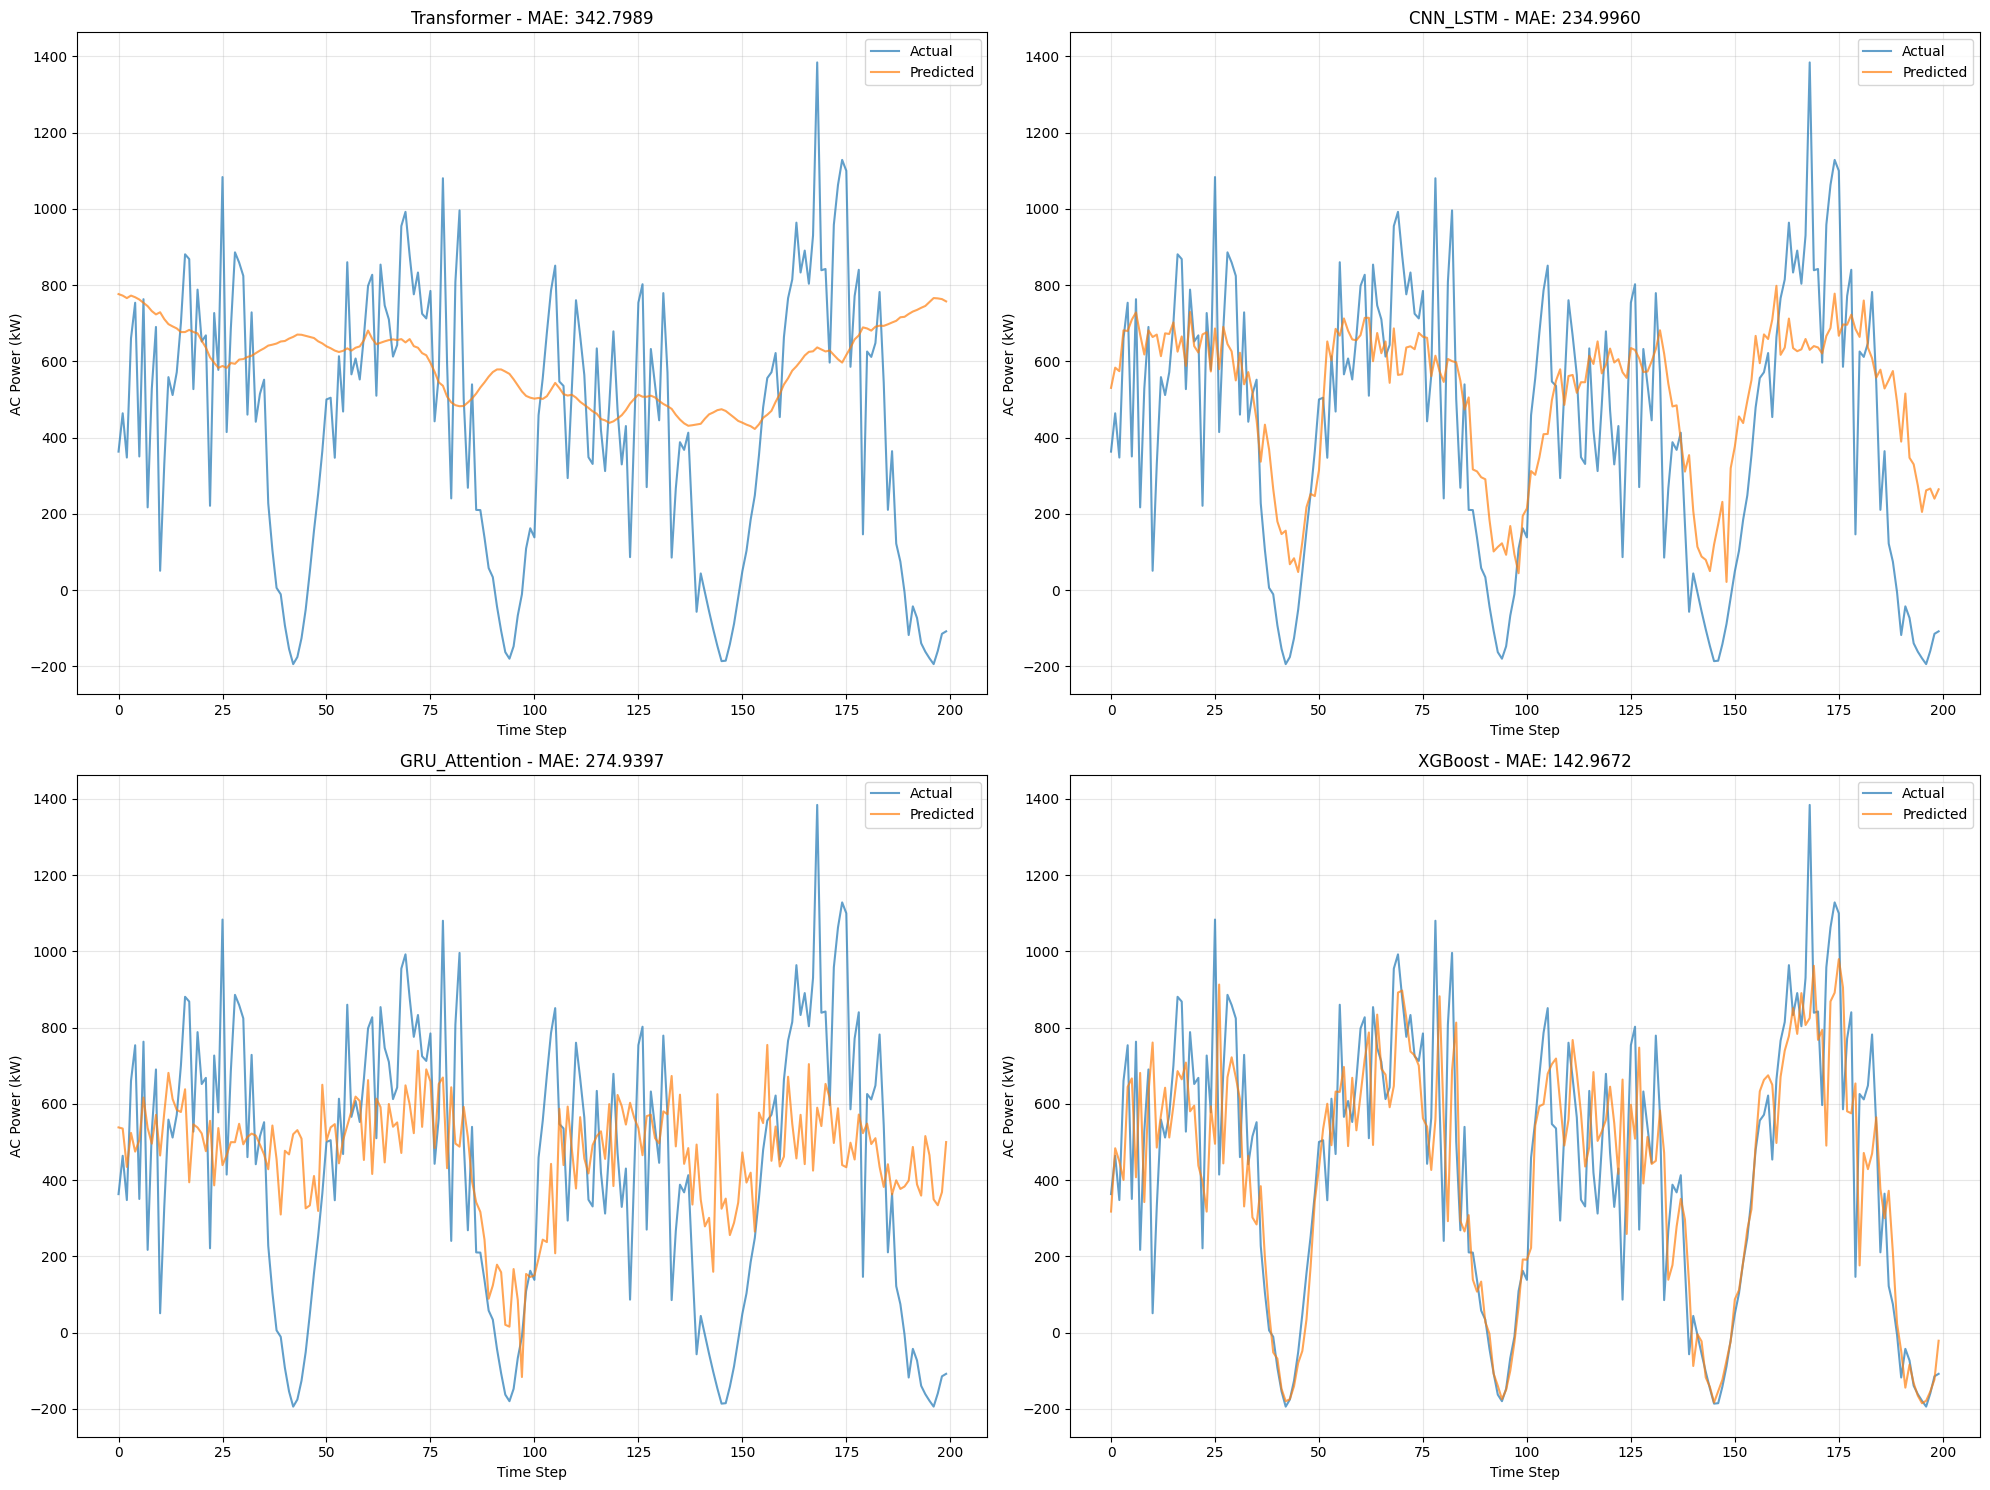 Transformer - MAE: 342.7989
AC Power (kW)
1400
1200
1000
800
600
400
200
0
−200
Actual
Predicted
0 25 50 75 100 125 150 175 200
Time Step
CNN_LSTM - MAE: 234.9960
AC Power (kW)
1400
1200
1000
800
600
400
200
0
−200
Actual
Predicted
0 25 50 75 100 125 150 175 200
Time Step
GRU_Attention - MAE: 274.9397
AC Power (kW)
1400
1200
1000
800
600
400
200
0
−200
Actual
Predicted
0 25 50 75 100 125 150 175 200
Time Step
XGBoost - MAE: 142.9672
AC Power (kW)
1400
1200
1000
800
600
400
200
0
−200
Actual
Predicted
0 25 50 75 100 125 150 175 200
Time Step